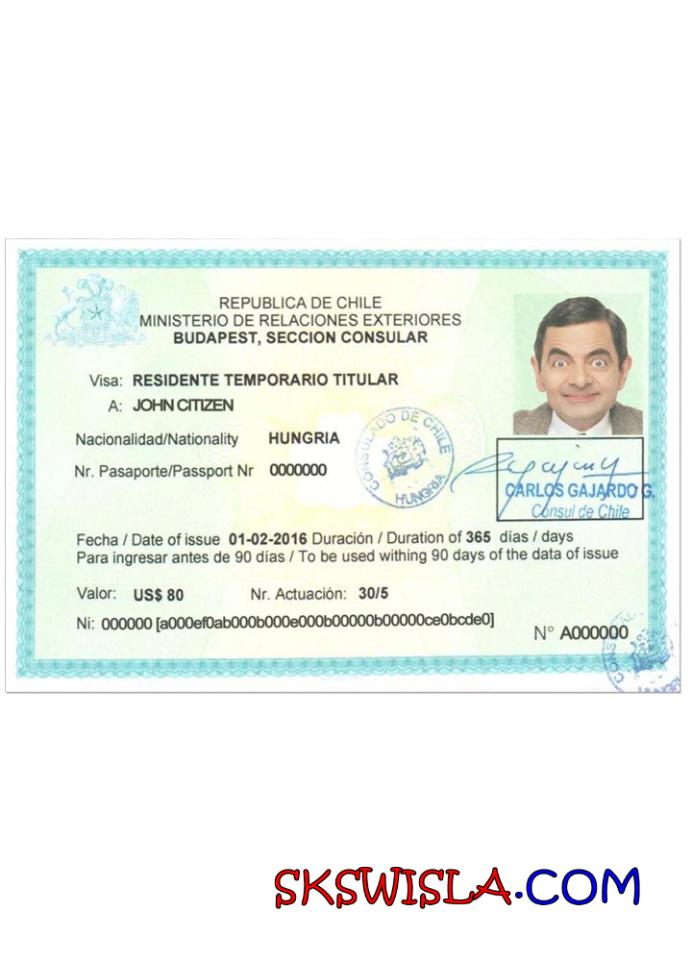 REPUBLICA DE CHILE
MINISTERIO DE RELACIONES EXTERIORES
BUDAPEST, SECCION CONSULAR
Visa: RESIDENTE TEMPORARIO TITULAR
A: JOHN CITIZEN
Nacionalidad/Nationality HUNGRIA
Nr. Pasaporte/Passport Nr 0000000
CONSULADO DE CHILE
HUNGRIA
CARLOS GAJARDO G.
Cónsul de Chile
Fecha / Date of issue 01-02-2016 Duración / Duration of 365 días / days
Para ingresar antes de 90 días / To be used withing 90 days of the data of issue
Valor: US$ 80 Nr. Actuación: 30/5
Ni: 000000 [a000ef0ab000b000e000b00000b00000ce0bcde0]
N° A000000
SKSWISLA.COM